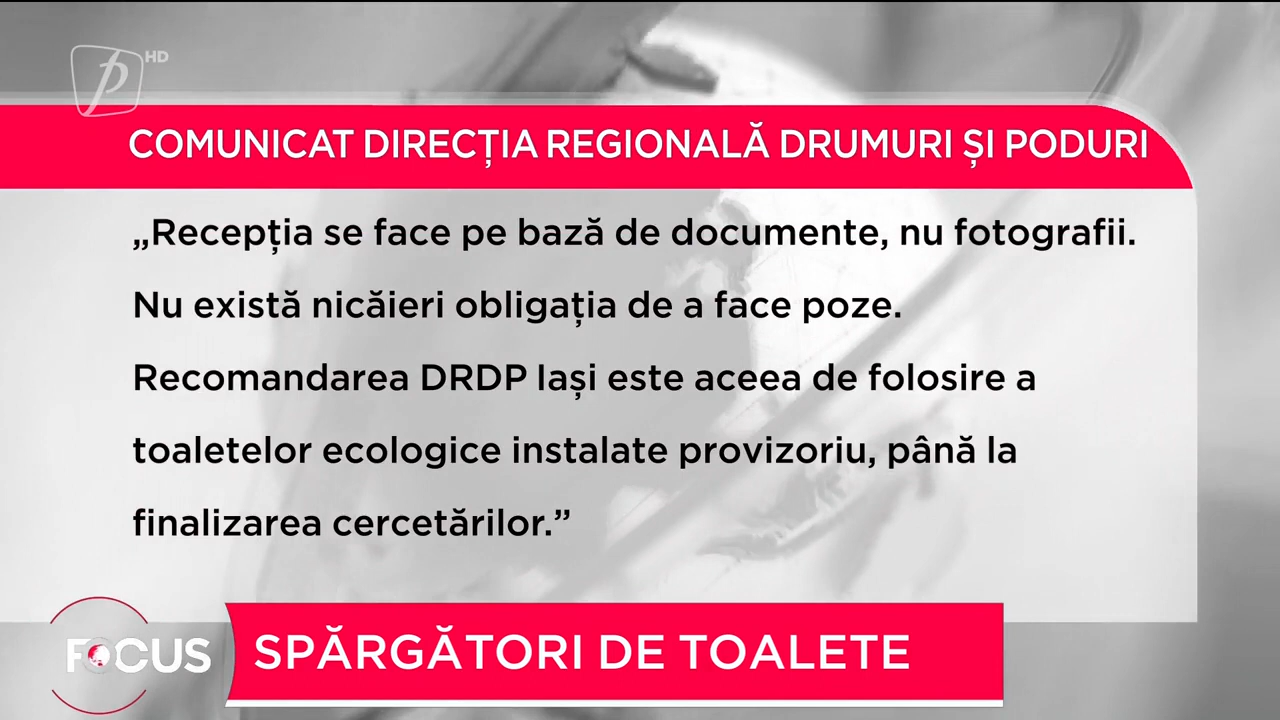 p HD
COMUNICAT DIRECȚIA REGIONALĂ DRUMURI ȘI PODURI
„Recepția se face pe bază de documente, nu fotografii.
Nu există nicăieri obligația de a face poze.
Recomandarea DRDP Iași este aceea de folosire a
toaletelor ecologice instalate provizoriu, până la
finalizarea cercetărilor.”
FOCUS
SPĂRGĂTORI DE TOALETE